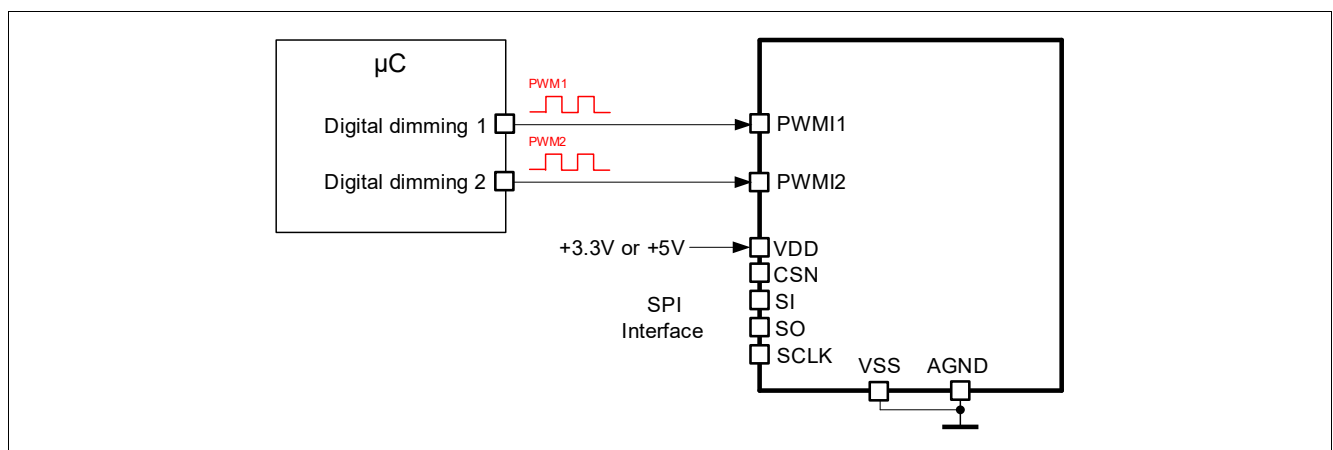 µC
PWM1
Digital dimming 1
PWMI1
PWM2
Digital dimming 2
PWMI2
+3.3V or +5V
VDD
CSN
SPI
Interface
SI
SO
SCLK
VSS
AGND